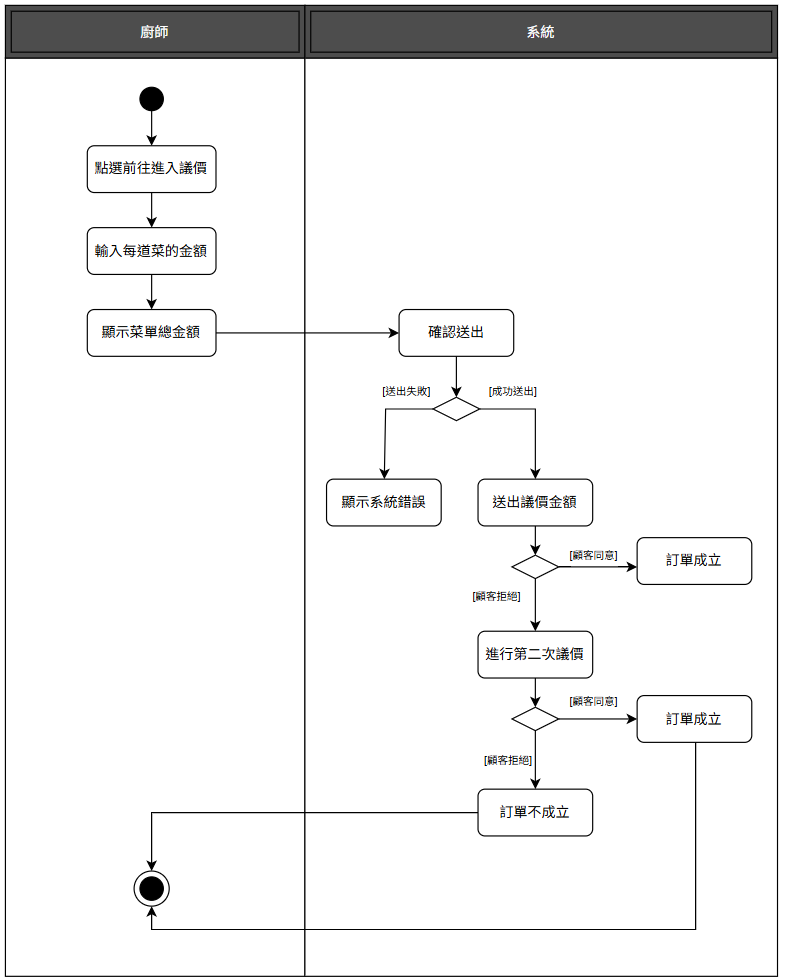 廚師
系統
點選前往進入議價
輸入每道菜的金額
顯示菜單總金額
確認送出
[送出失敗]
[成功送出]
顯示系統錯誤
送出議價金額
[顧客同意]
訂單成立
[顧客拒絕]
進行第二次議價
[顧客同意]
訂單成立
[顧客拒絕]
訂單不成立